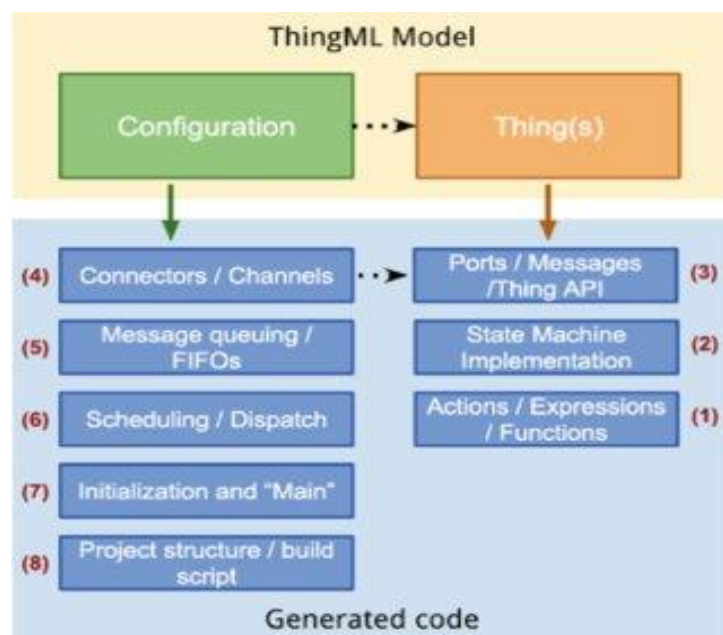 ThingML Model
Configuration
Thing(s)
(4)
Connectors / Channels
Ports / Messages
/Thing API
(3)
(5)
Message queuing /
FIFOs
State Machine
Implementation
(2)
(6)
Scheduling / Dispatch
Actions / Expressions
/ Functions
(1)
(7)
Initialization and "Main"
(8)
Project structure / build
script
Generated code